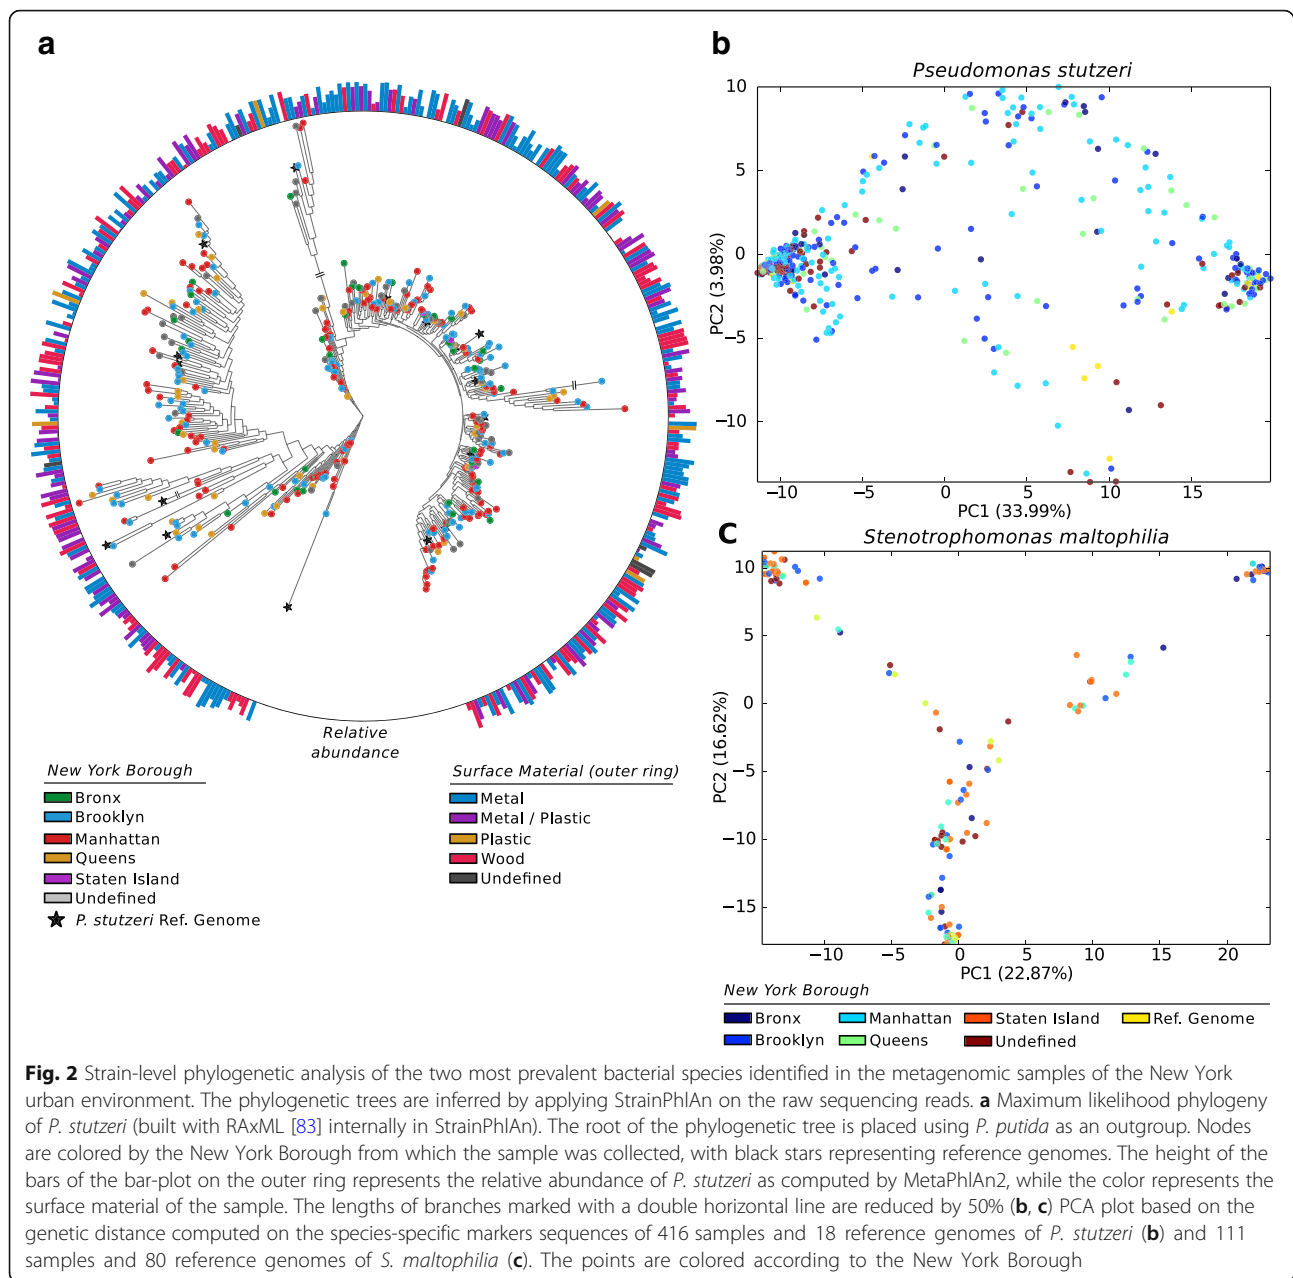 a
Relative
abundance
New York Borough
Bronx
Brooklyn
Manhattan
Queens
Staten Island
Undefined
P. stutzeri Ref. Genome
Surface Material (outer ring)
Metal
Metal / Plastic
Plastic
Wood
Undefined
b
Pseudomonas stutzeri
10
5
0
−5
−10
PC2 (3.98%)
−10 −5 0 5 10 15
PC1 (33.99%)
c
Stenotrophomonas maltophilia
10
5
0
−5
−10
−15
PC2 (16.62%)
−10 −5 0 5 10 15 20
PC1 (22.87%)
New York Borough
Bronx Manhattan Staten Island Ref. Genome
Brooklyn Queens Undefined
Fig. 2 Strain-level phylogenetic analysis of the two most prevalent bacterial species identified in the metagenomic samples of the New York
urban environment. The phylogenetic trees are inferred by applying StrainPhlAn on the raw sequencing reads. a Maximum likelihood phylogeny
of P. stutzeri (built with RAxML [83] internally in StrainPhlAn). The root of the phylogenetic tree is placed using P. putida as an outgroup. Nodes
are colored by the New York Borough from which the sample was collected, with black stars representing reference genomes. The height of the
bars of the bar-plot on the outer ring represents the relative abundance of P. stutzeri as computed by MetaPhlAn2, while the color represents the
surface material of the sample. The lengths of branches marked with a double horizontal line are reduced by 50% (b, c) PCA plot based on the
genetic distance computed on the species-specific markers sequences of 416 samples and 18 reference genomes of P. stutzeri (b) and 111
samples and 80 reference genomes of S. maltophilia (c). The points are colored according to the New York Borough